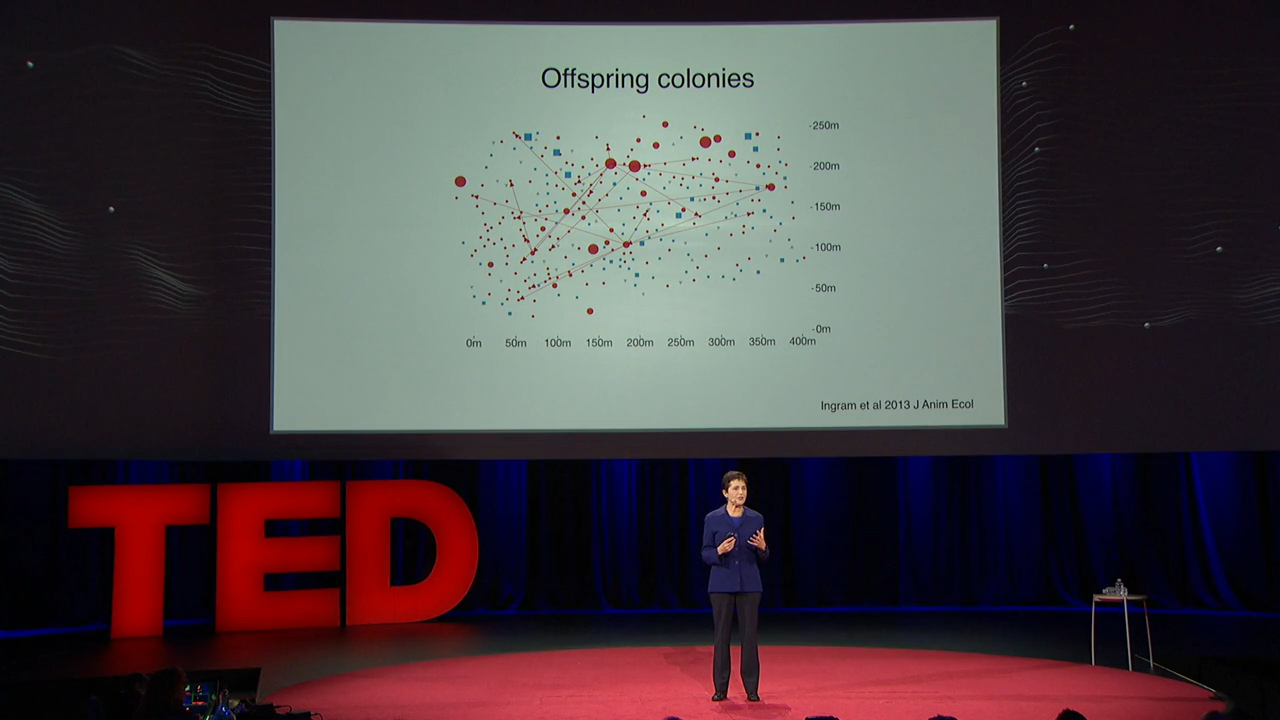 Offspring colonies
-250m
-200m
-150m
-100m
-50m
-0m
0m 50m 100m 150m 200m 250m 300m 350m 400m
Ingram et al 2013 J Anim Ecol
TED